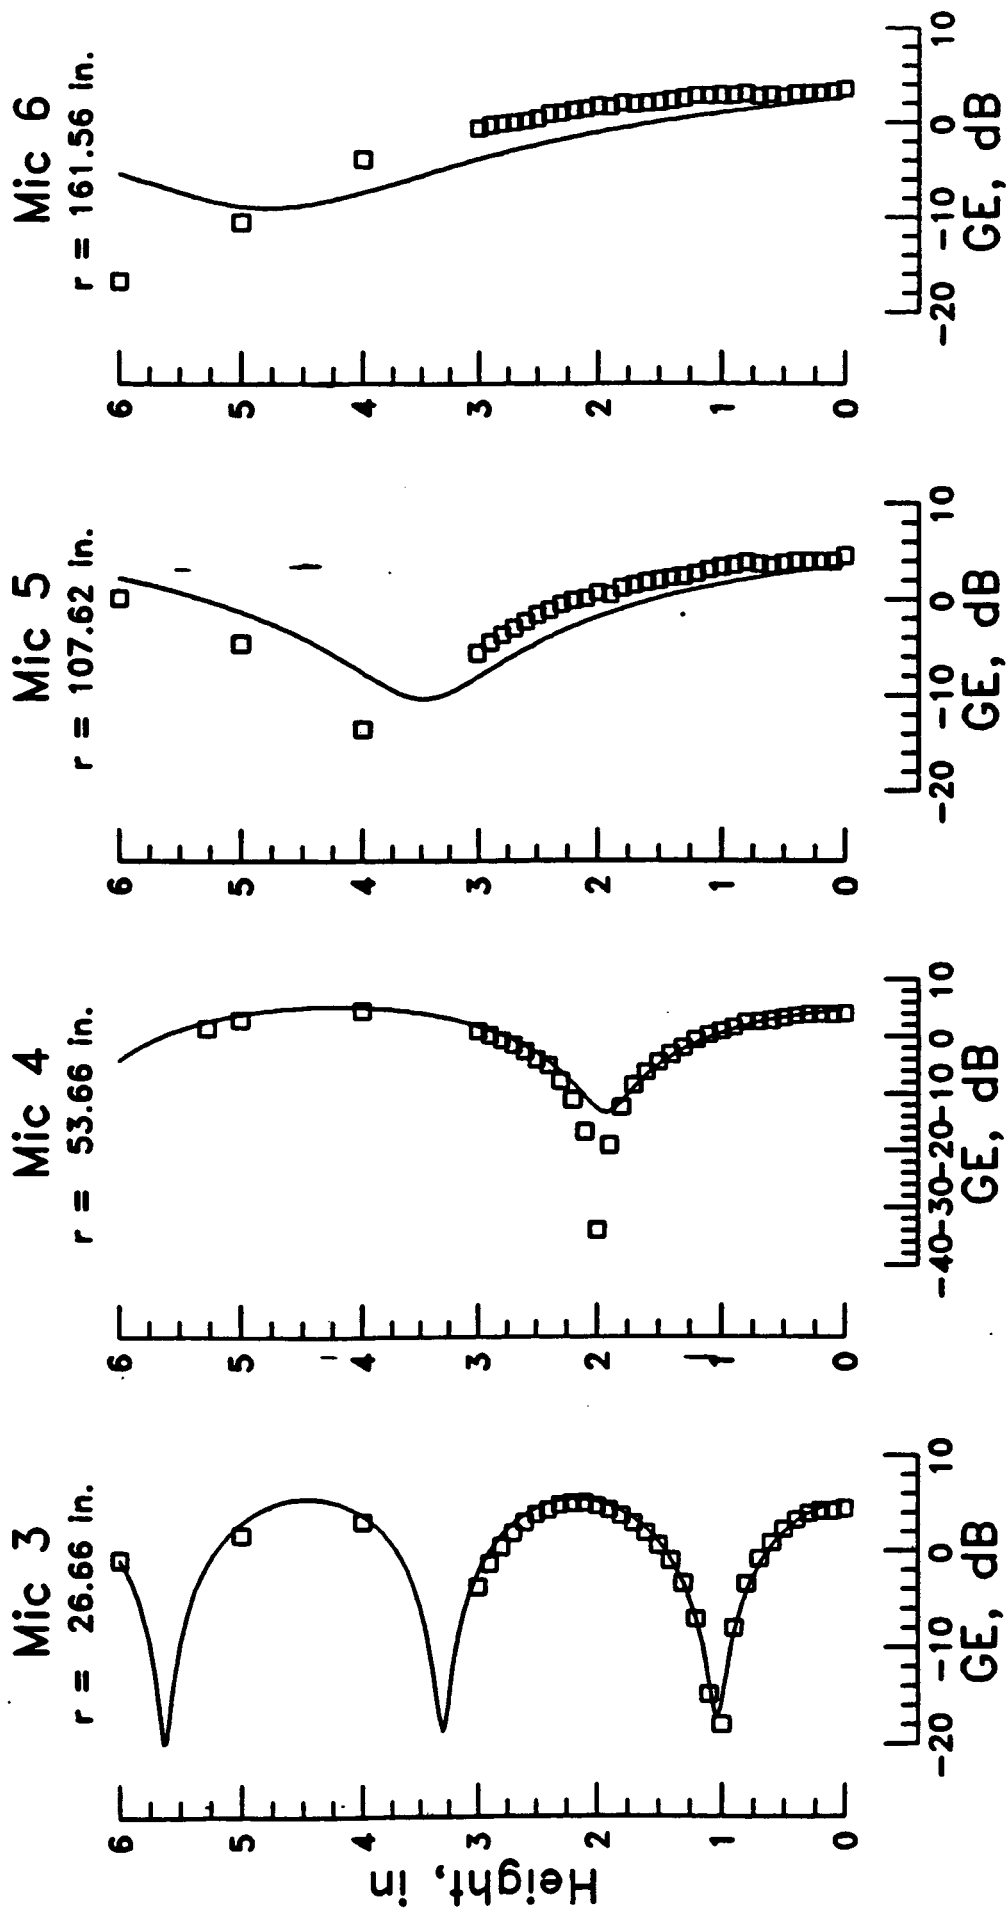 Mic 3
r = 26.66 in.
Mic 4
r = 53.66 in.
Mic 5
r = 107.62 in.
Mic 6
r = 161.56 in.
Height, in
6
5
4
3
2
1
0
-20 -10 0 10
GE, dB
6
5
4
3
2
1
0
-40-30-20-10 0 10
GE, dB
6
5
4
3
2
1
0
-20 -10 0 10
GE, dB
6
5
4
3
2
1
0
-20 -10 0 10
GE, dB